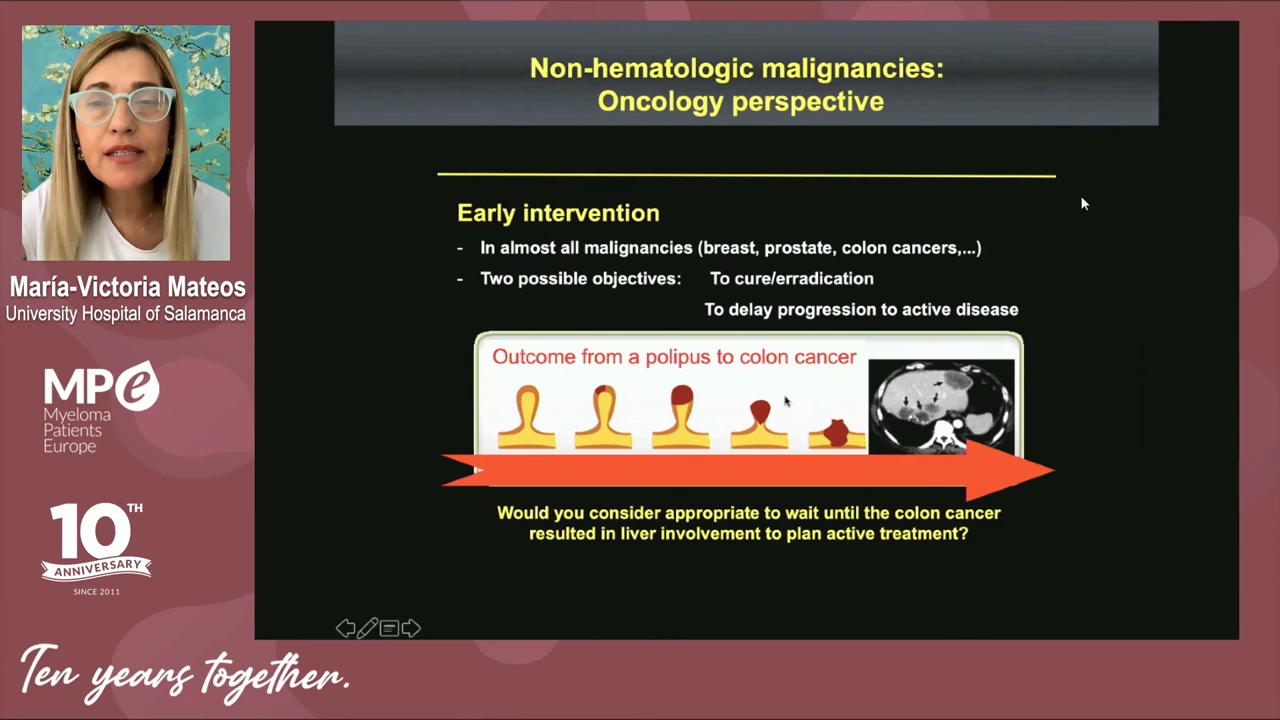 María-Victoria Mateos
University Hospital of Salamanca
MPe
Myeloma
Patients
Europe
10TH
ANNIVERSARY
SINCE 2011
Ten years together.
Non-hematologic malignancies:
Oncology perspective
Early intervention
- In almost all malignancies (breast, prostate, colon cancers,...)
- Two possible objectives: To cure/erradication
To delay progression to active disease
Outcome from a polipus to colon cancer
Would you consider appropriate to wait until the colon cancer
resulted in liver involvement to plan active treatment?